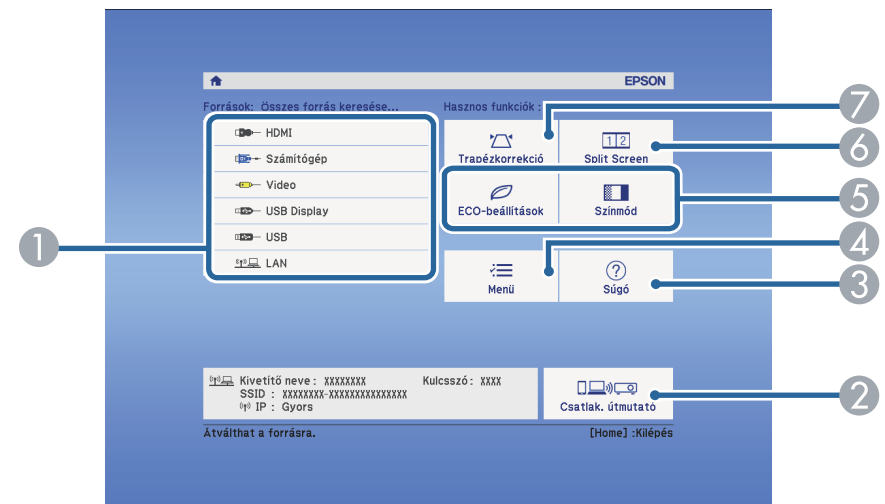 EPSON
Források: Összes forrás keresése...
Hasznos funkciók :
HDMI
Számítógép
Video
USB Display
USB
LAN
Trapézkorrekció
1 2
Split Screen
ECO-beállítások
Színmód
Menü
?
Súgó
Kivetítő neve : XXXXXXXX
Kulcsszó : XXXX
SSID : XXXXXXXX-XXXXXXXXXXXXXXX
IP : Gyors
Csatlak. útmutató
Átválthat a forrásra.
[Home] :Kilépés
1
7
6
5
4
3
2